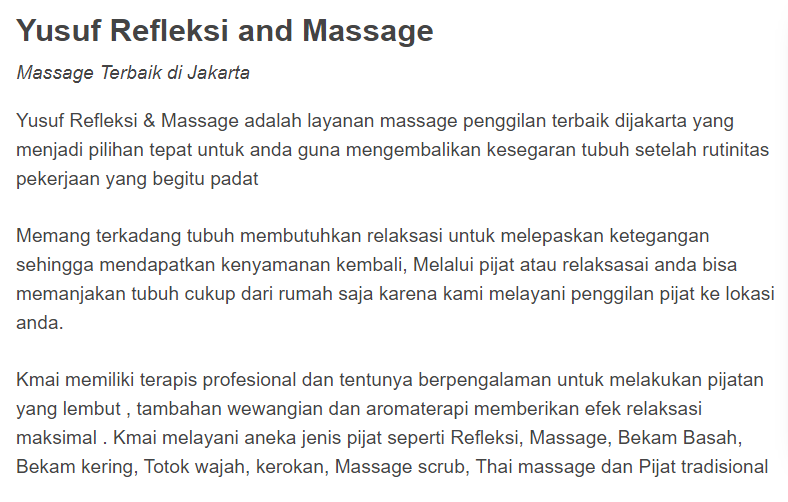 Yusuf Refleksi and Massage
Massage Terbaik di Jakarta
Yusuf Refleksi & Massage adalah layanan massage penggilan terbaik dijakarta yang
menjadi pilihan tepat untuk anda guna mengembalikan kesegaran tubuh setelah rutinitas
pekerjaan yang begitu padat
Memang terkadang tubuh membutuhkan relaksasi untuk melepaskan ketegangan
sehingga mendapatkan kenyamanan kembali, Melalui pijat atau relaksasai anda bisa
memanjakan tubuh cukup dari rumah saja karena kami melayani penggilan pijat ke lokasi
anda.
Kmai memiliki terapis profesional dan tentunya berpengalaman untuk melakukan pijatan
yang lembut , tambahan wewangian dan aromaterapi memberikan efek relaksasi
maksimal . Kmai melayani aneka jenis pijat seperti Refleksi, Massage, Bekam Basah,
Bekam kering, Totok wajah, kerokan, Massage scrub, Thai massage dan Pijat tradisional